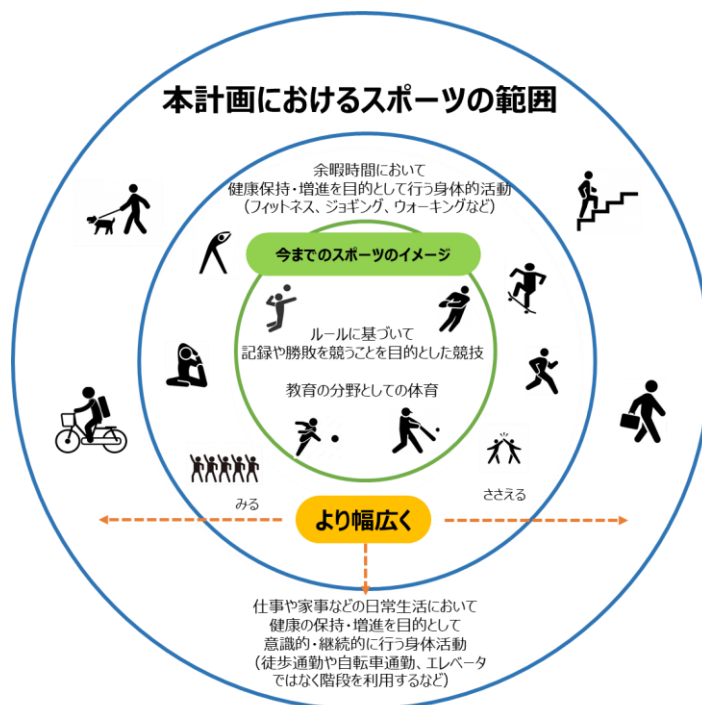 本計画におけるスポーツの範囲
余暇時間において
健康保持・増進を目的として行う身体的活動
（フィットネス、ジョギング、ウォーキングなど）
今までのスポーツのイメージ
ルールに基づいて
記録や勝敗を競うことを目的とした競技
教育の分野としての体育
みる
ささえる
より幅広く
仕事や家事などの日常生活において
健康の保持・増進を目的として
意識的・継続的に行う身体活動
（徒歩通勤や自転車通勤、エレベータ
ではなく階段を利用するなど）